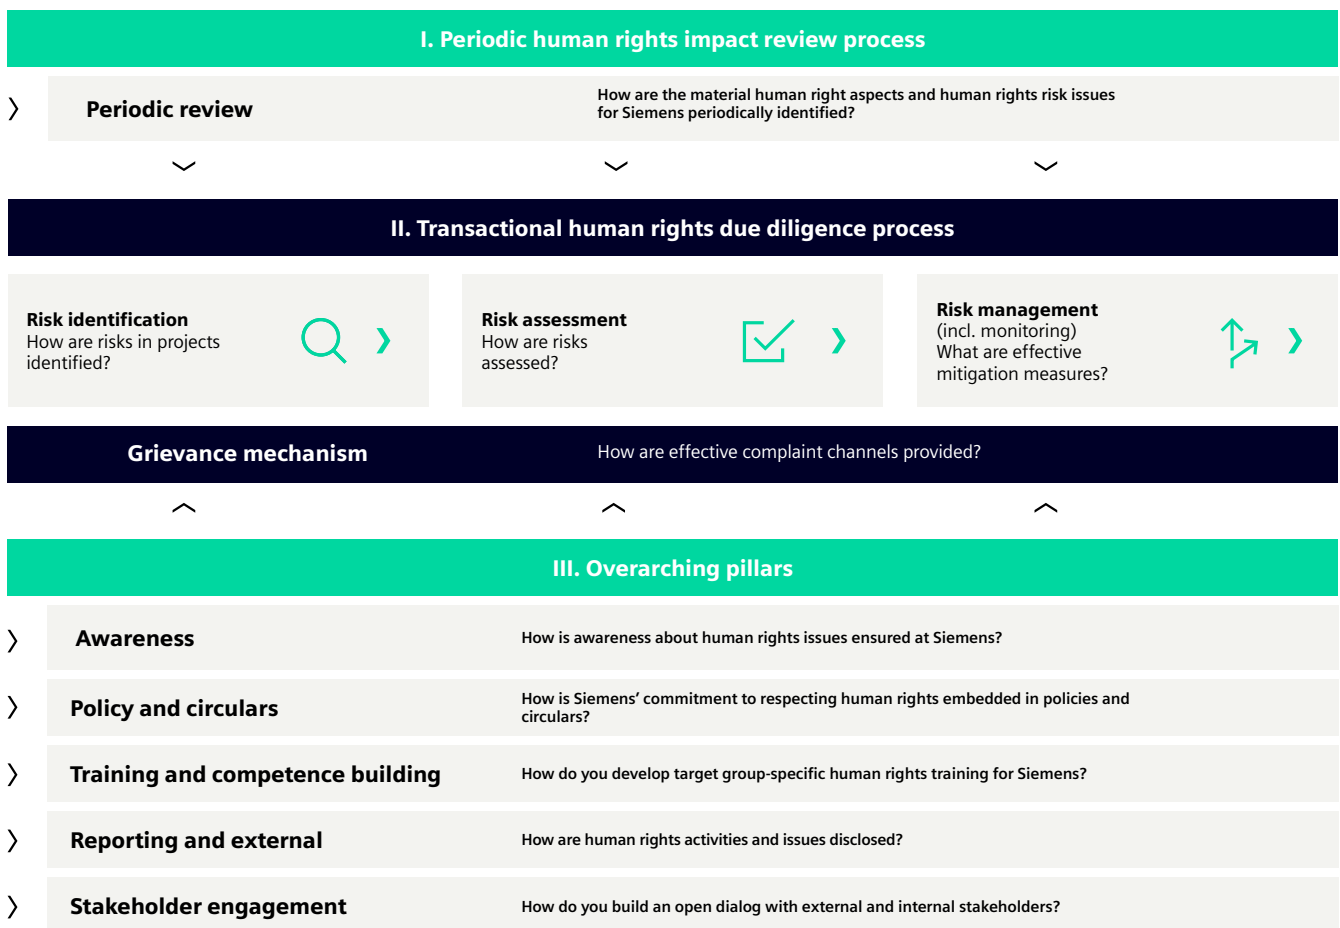 I. Periodic human rights impact review process
Periodic review
How are the material human right aspects and human rights risk issues
for Siemens periodically identified?
II. Transactional human rights due diligence process
Risk identification
How are risks in projects
identified?
Risk assessment
How are risks
assessed?
Risk management
(incl. monitoring)
What are effective
mitigation measures?
Grievance mechanism
How are effective complaint channels provided?
III. Overarching pillars
Awareness
How is awareness about human rights issues ensured at Siemens?
Policy and circulars
How is Siemens’ commitment to respecting human rights embedded in policies and
circulars?
Training and competence building
How do you develop target group-specific human rights training for Siemens?
Reporting and external
How are human rights activities and issues disclosed?
Stakeholder engagement
How do you build an open dialog with external and internal stakeholders?